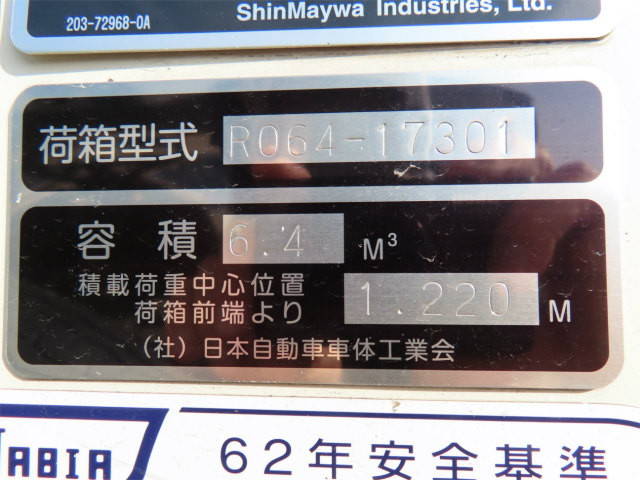 ShinMaywa Industries, Ltd.
203-72968-0A
荷箱型式 R064-17301
容積 6.4 M³
積載荷重中心位置
荷箱前端より 1.220 M
（社）日本自動車車体工業会
JABIA 62年安全基準